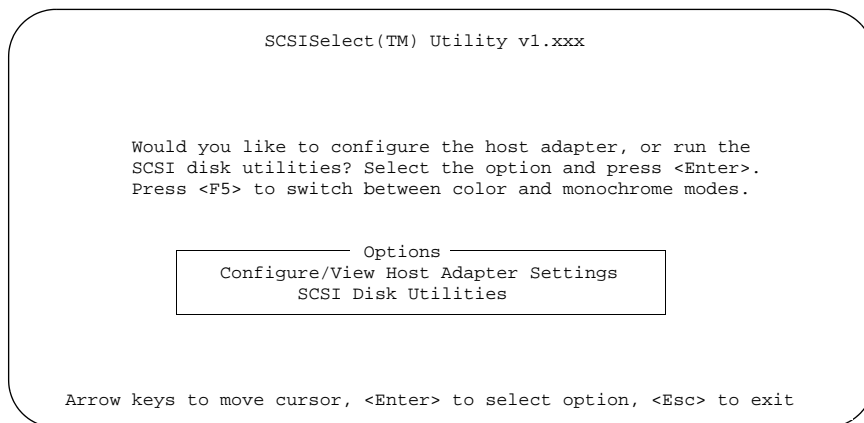 SCSISelect(TM) Utility v1.xxx
Would you like to configure the host adapter, or run the
SCSI disk utilities? Select the option and press <Enter>.
Press <F5> to switch between color and monochrome modes.
Options
Configure/View Host Adapter Settings
SCSI Disk Utilities
Arrow keys to move cursor, <Enter> to select option, <Esc> to exit